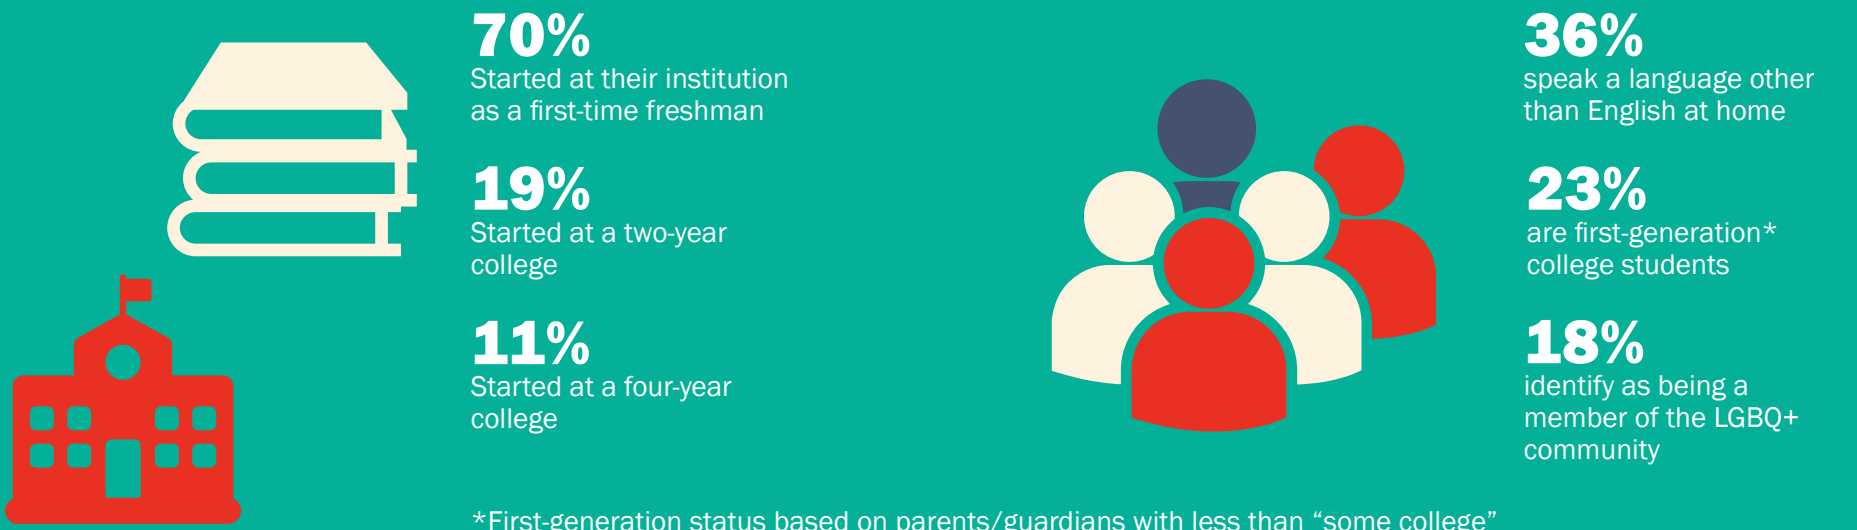 70%
Started at their institution
as a first-time freshman
19%
Started at a two-year
college
11%
Started at a four-year
college
36%
speak a language other
than English at home
23%
are first-generation*
college students
18%
identify as being a
member of the LGBQ+
community
*First-generation status based on parents/guardians with less than “some college”